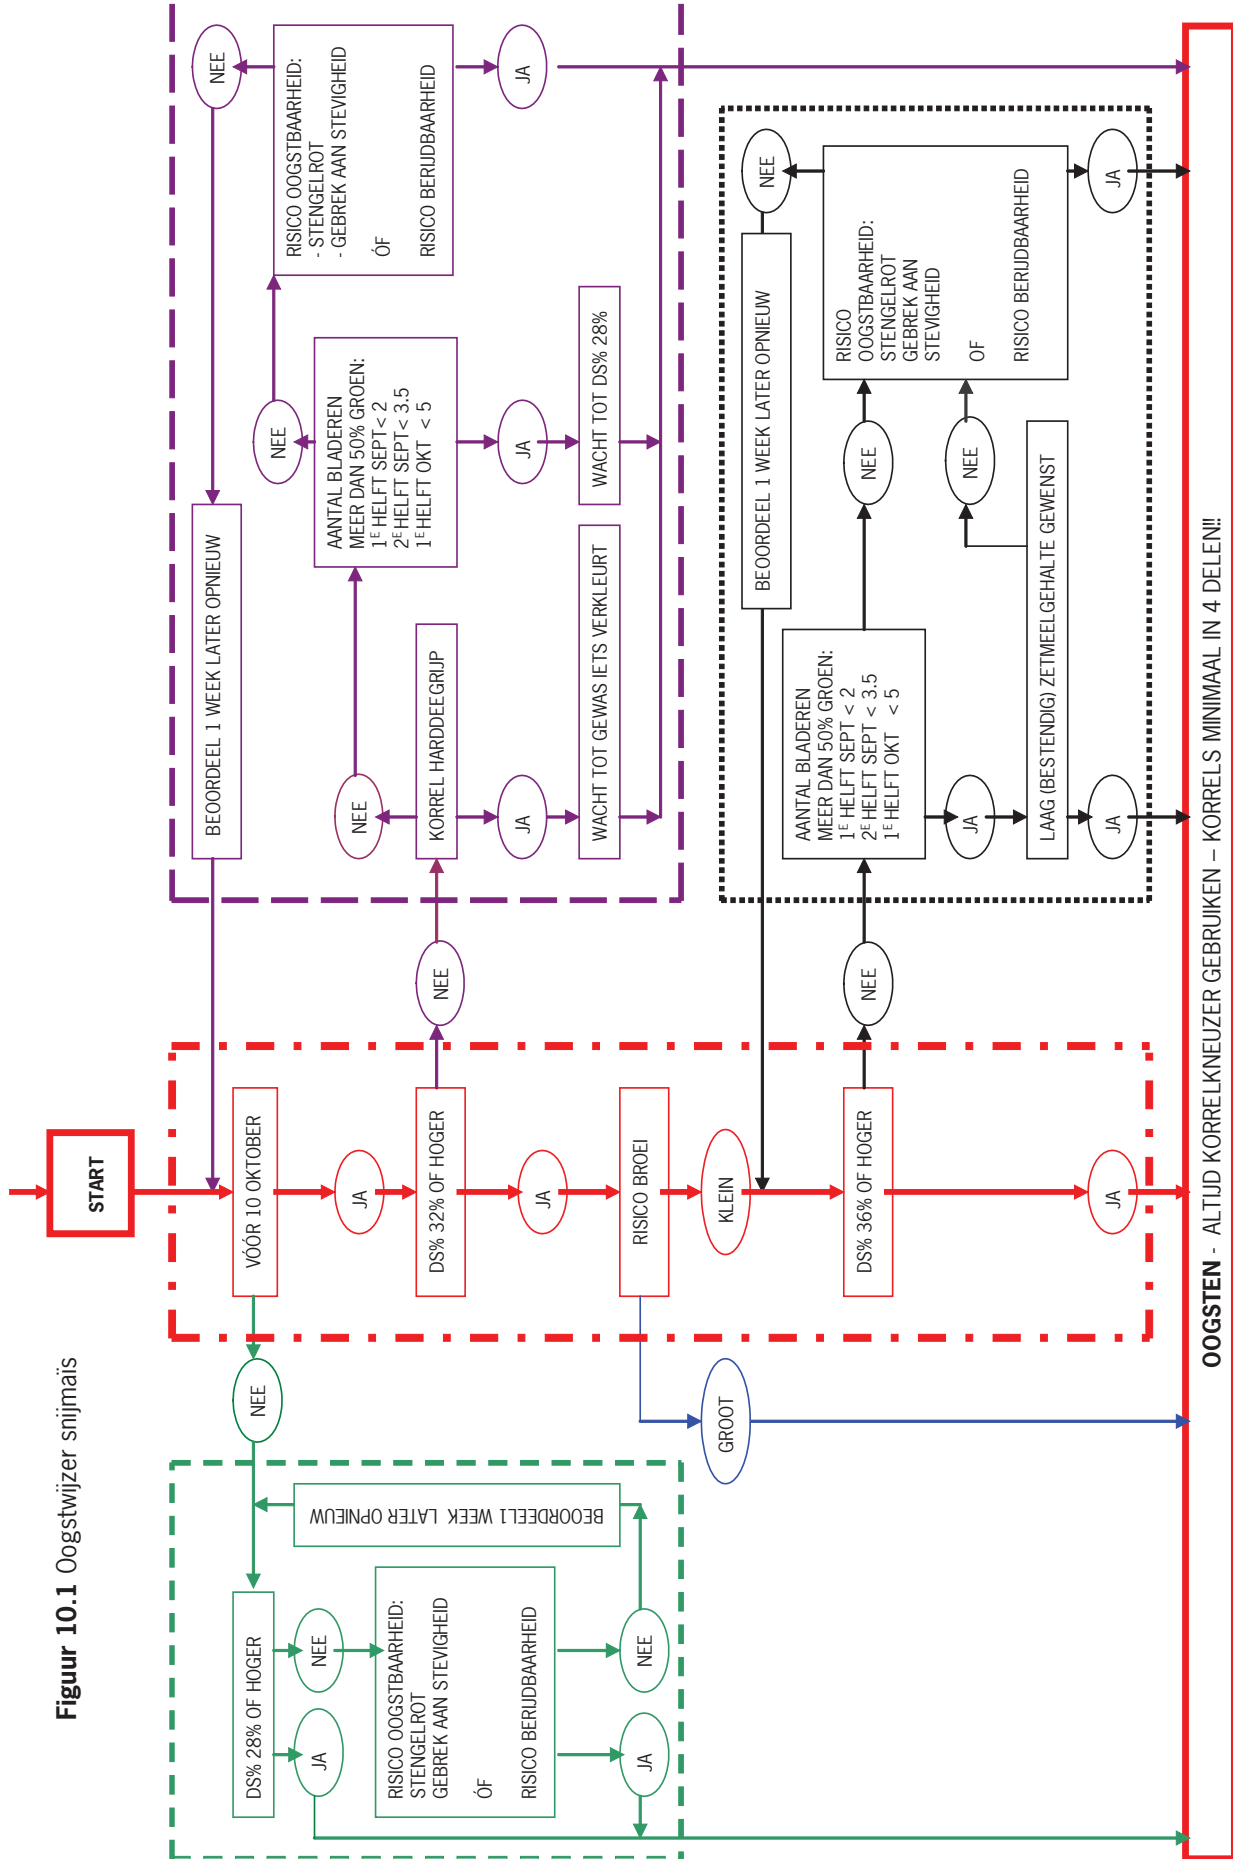 Figuur 10.1 Oogstwijzer snijmaïs
START
VÓÓR 10 OKTOBER
JA
DS% 32% OF HOGER
JA
RISICO BROEI
KLEIN
DS% 36% OF HOGER
JA
NEE
DS% 28% OF HOGER
JA
NEE
RISICO OOGSTBAARHEID:
STENGELROT
GEBREK AAN STEVIGHEID
ÓF
RISICO BERIJDBAARHEID
JA
NEE
BEOORDEEL1 WEEK LATER OPNIEUW
GROOT
NEE
KORREL HARDDEEGRIJP
NEE
JA
WACHT TOT GEWAS IETS VERKLEURT
AANTAL BLADEREN
MEER DAN 50% GROEN:
1E HELFT SEPT< 2
2E HELFT SEPT< 3.5
1E HELFT OKT < 5
NEE
JA
WACHT TOT DS% 28%
RISICO OOGSTBAARHEID:
- STENGELROT
- GEBREK AAN STEVIGHEID
ÓF
RISICO BERIJDBAARHEID
NEE
JA
BEOORDEEL 1 WEEK LATER OPNIEUW
NEE
AANTAL BLADEREN
MEER DAN 50% GROEN:
1E HELFT SEPT < 2
2E HELFT SEPT < 3.5
1E HELFT OKT < 5
JA
NEE
LAAG (BESTENDIG) ZETMEELGEHALTE GEWENST
JA
NEE
RISICO
OOGSTBAARHEID:
STENGELROT
GEBREK AAN
STEVIGHEID
OF
RISICO BERIJDBAARHEID
NEE
JA
BEOORDEEL 1 WEEK LATER OPNIEUW
OOGSTEN - ALTIJD KORRELKNEUZER GEBRUIKEN – KORRELS MINIMAAL IN 4 DELEN!!